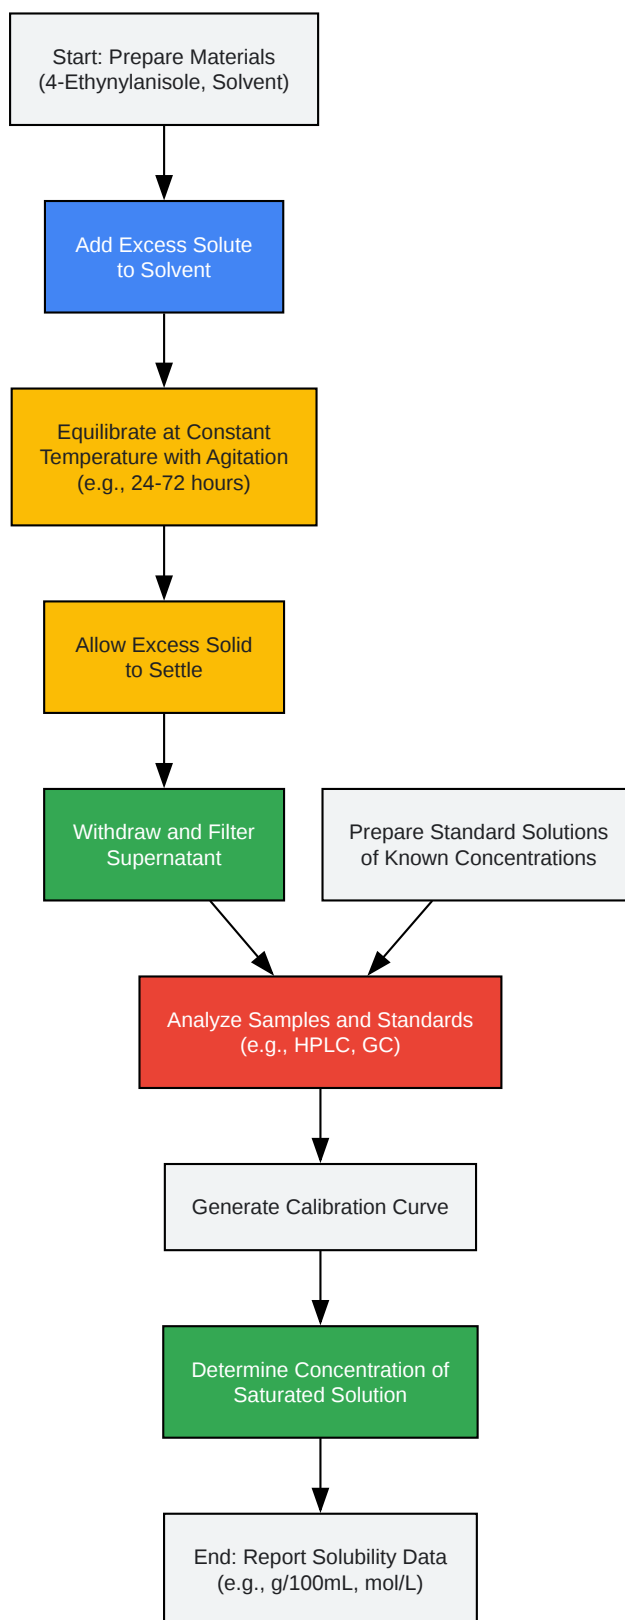 Start: Prepare Materials
(4-Ethynylanisole, Solvent)
Add Excess Solute
to Solvent
Equilibrate at Constant
Temperature with Agitation
(e.g., 24-72 hours)
Allow Excess Solid
to Settle
Withdraw and Filter
Supernatant
Prepare Standard Solutions
of Known Concentrations
Analyze Samples and Standards
(e.g., HPLC, GC)
Generate Calibration Curve
Determine Concentration of
Saturated Solution
End: Report Solubility Data
(e.g., g/100mL, mol/L)